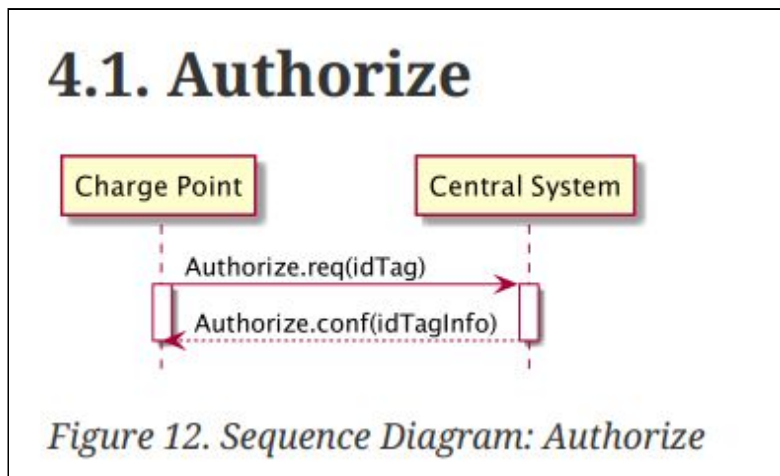 4.1. Authorize
Charge Point
Central System
Authorize.req(idTag)
Authorize.conf(idTagInfo)
Figure 12. Sequence Diagram: Authorize